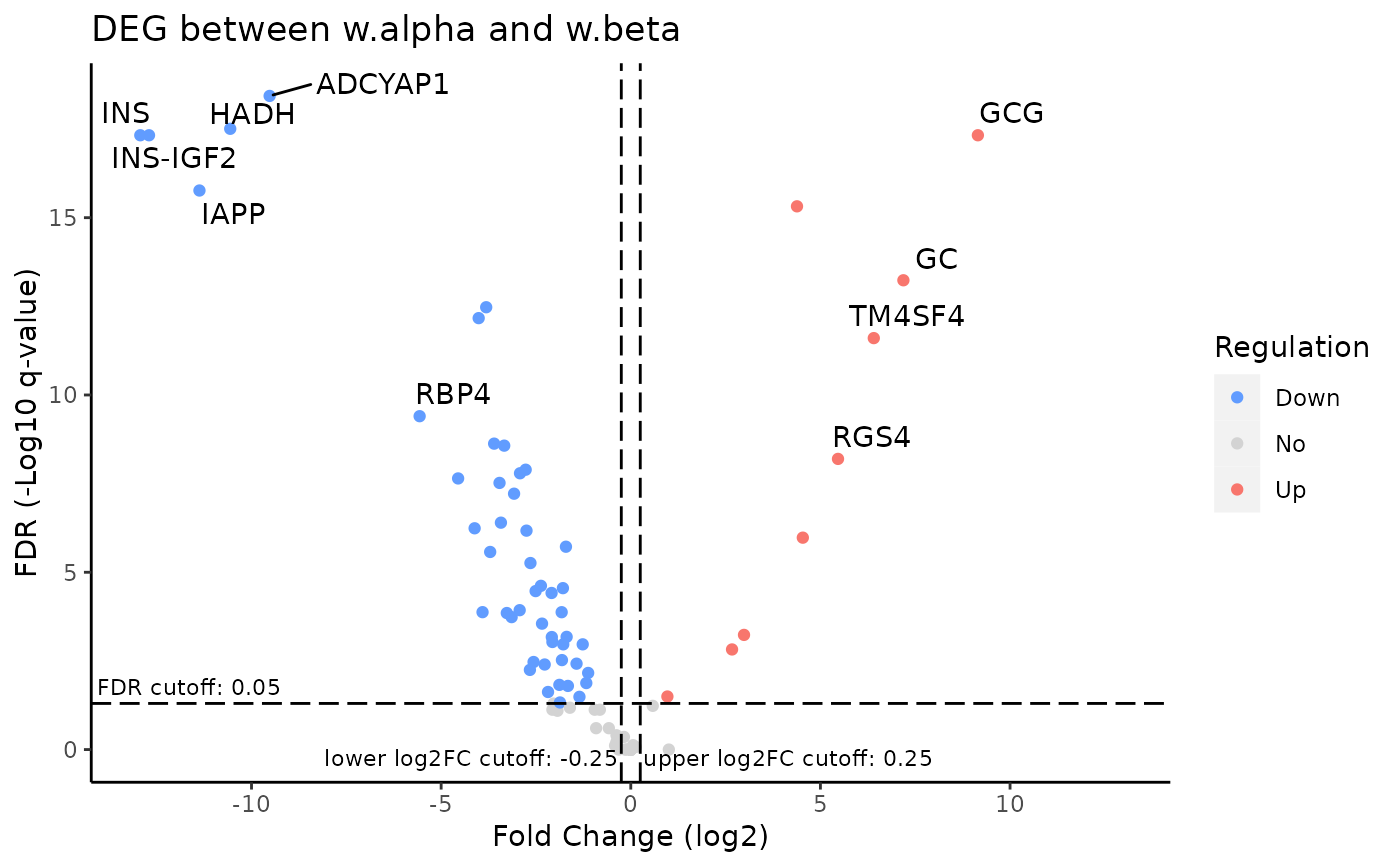 DEG between w.alpha and w.beta
ADCYAP1
INS
HADH
GCG
INS-IGF2
IAPP
15
GC
TM4SF4
Regulation
RBP4
10
Down
RGS4
No
Up
5
FDR cutoff: 0.05
0
lower log2FC cutoff: -0.25
upper log2FC cutoff: 0.25
-10
-5
0
5
10
Fold Change (log2)
FDR (-Log10 q-value)